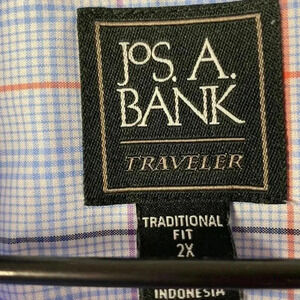 JOS. A.
BANK
TRAVELER
TRADITIONAL
FIT
2X
INDONESIA